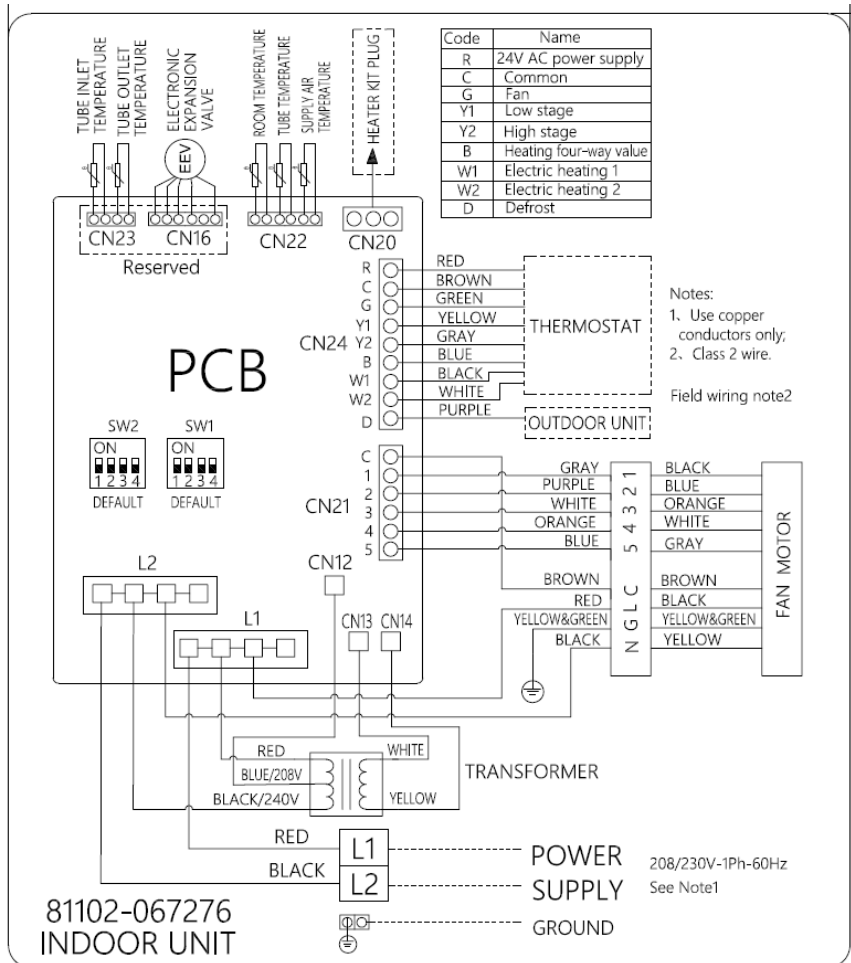 TUBE INLET
TEMPERATURE
TUBE OUTLET
TEMPERATURE
ELECTRONIC
EXPANSION
VALVE
EEV
ROOM TEMPERATURE
TUBE TEMPERATURE
SUPPLY AIR
TEMPERATURE
HEATER KIT PLUG
Code Name
R 24V AC power supply
C Common
G Fan
Y1 Low stage
Y2 High stage
B Heating four-way value
W1 Electric heating 1
W2 Electric heating 2
D Defrost
CN23 CN16 CN22 CN20
Reserved
R RED
C BROWN
G GREEN
Y1 YELLOW
CN24 Y2 GRAY
B BLUE
W1 BLACK
W2 WHITE
D PURPLE
THERMOSTAT
OUTDOOR UNIT
Notes:
1、Use copper
conductors only;
2、Class 2 wire.
Field wiring note2
PCB
SW2 SW1
ON ON
1 2 3 4 1 2 3 4
DEFAULT DEFAULT
CN21
C
1 GRAY 1 BLACK
2 PURPLE 2 BLUE
3 WHITE 3 ORANGE
4 ORANGE 4 WHITE
5 BLUE 5 GRAY
BROWN C BROWN
RED L BLACK
YELLOW&GREEN G YELLOW&GREEN
BLACK N YELLOW
FAN MOTOR
L2
CN12
L1
CN13 CN14
RED WHITE
BLUE/208V
BLACK/240V YELLOW
TRANSFORMER
RED L1 POWER 208/230V-1Ph-60Hz
BLACK L2 SUPPLY See Note1
GROUND
81102-067276
INDOOR UNIT